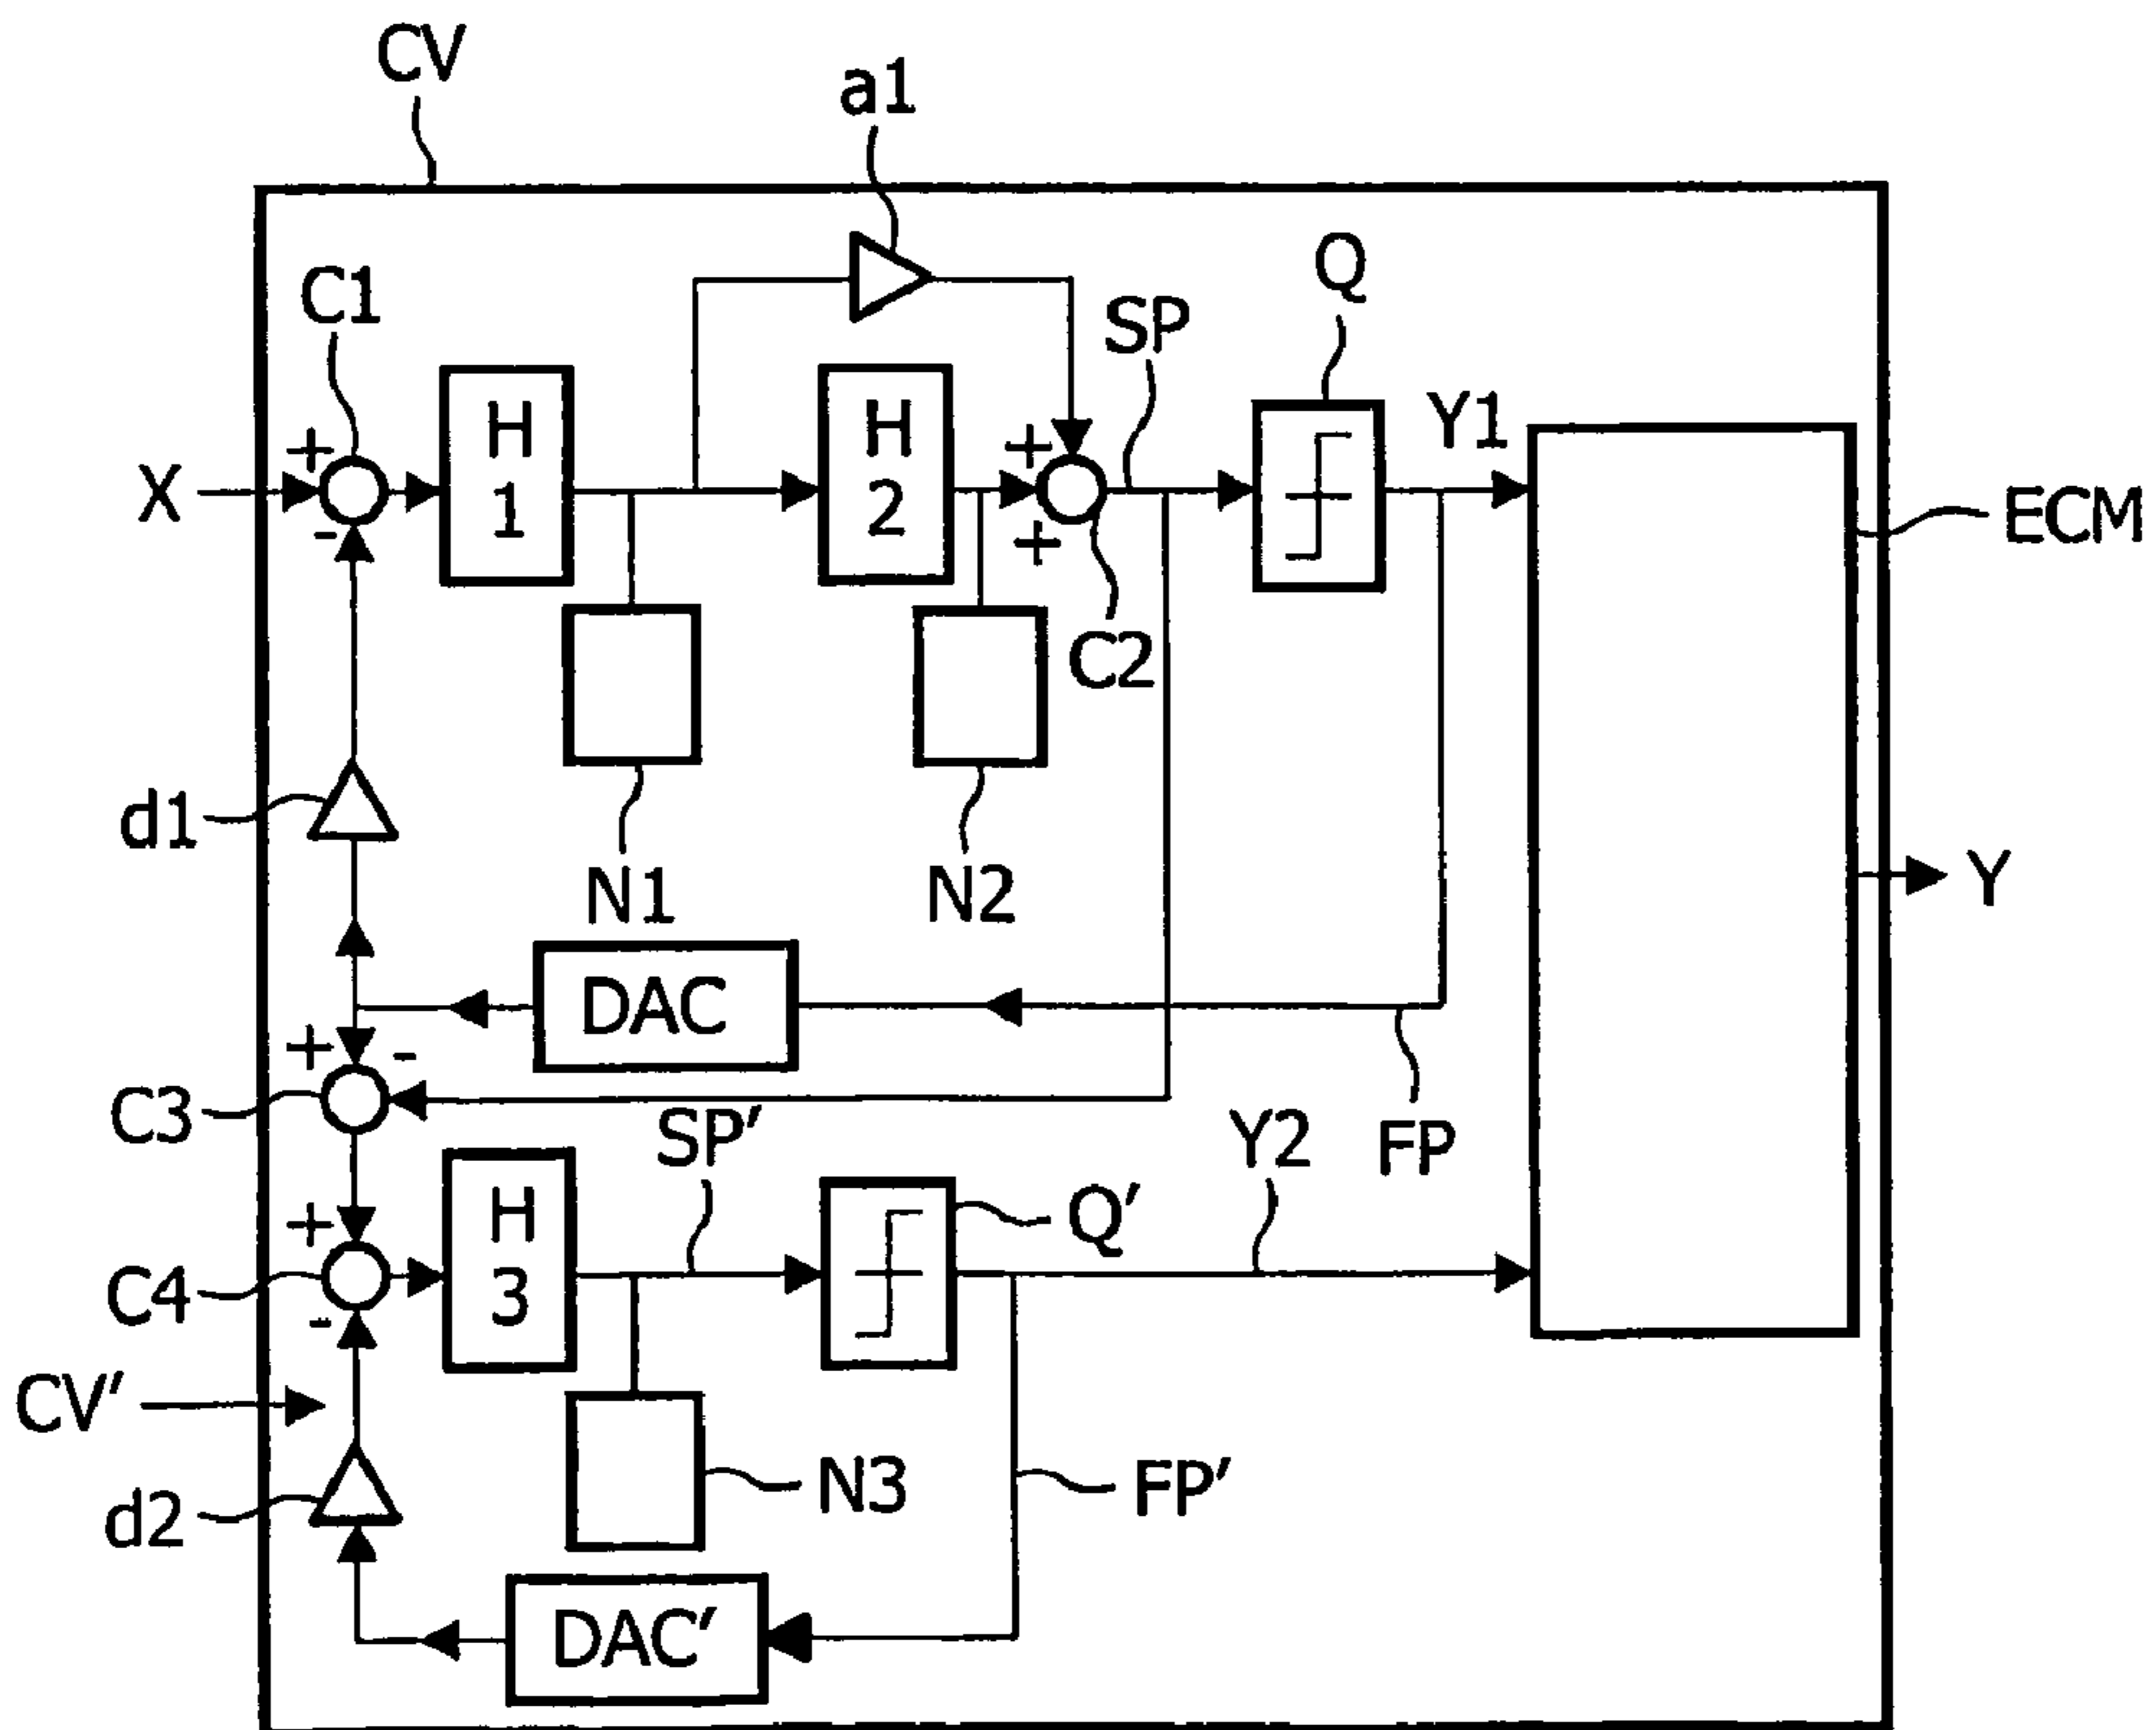 CV
a1
Q
C1
SP
H
1
H
2
Y1
+
+
X
-
+
ECM
C2
d1
N1
N2
Y
DAC
+
-
C3
SP'
Y2
FP
H
3
Q'
+
C4
-
CV'
N3
FP'
d2
DAC'